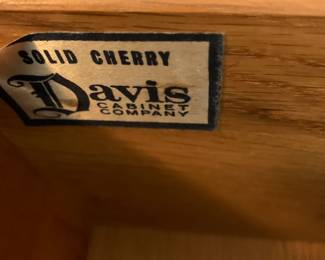 SOLID CHERRY
Davis
CABINET
COMPANY